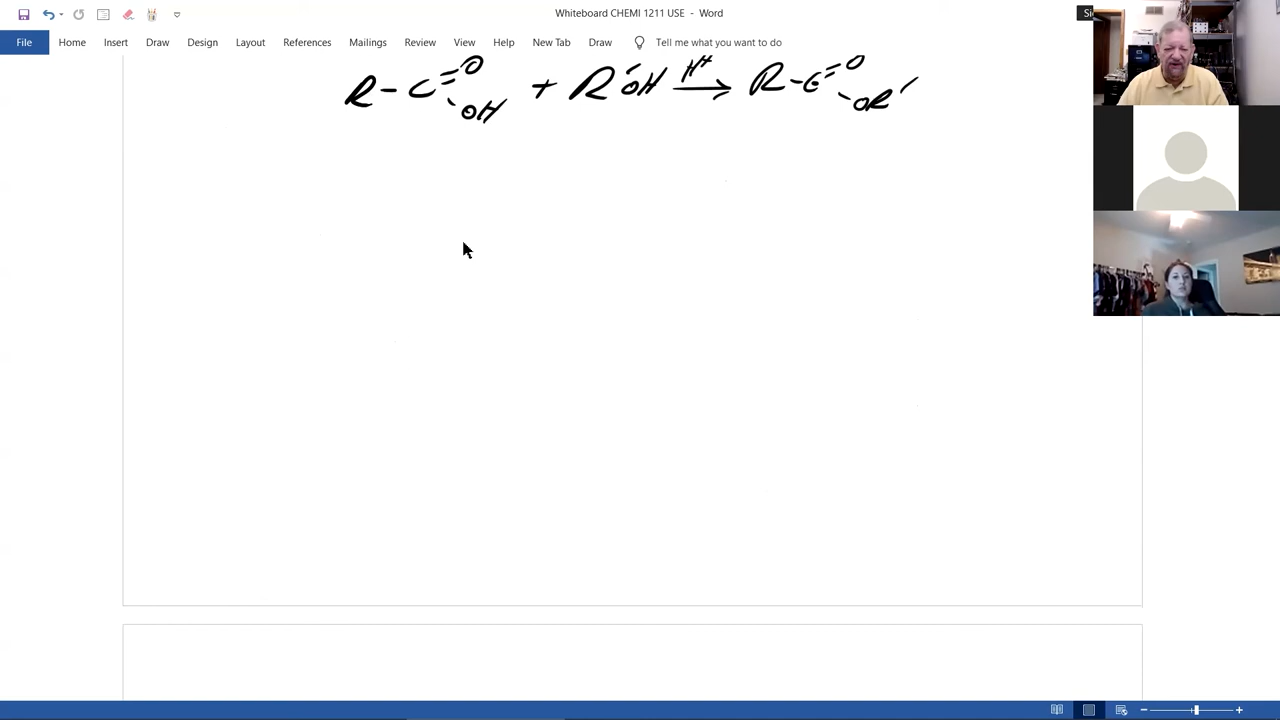 Whiteboard CHEMI 1211 USE - Word
Si
File Home Insert Draw Design Layout References Mailings Review View Help New Tab Draw Tell me what you want to do
R-C=O OH + R'OH H+ → R-C=O OR'